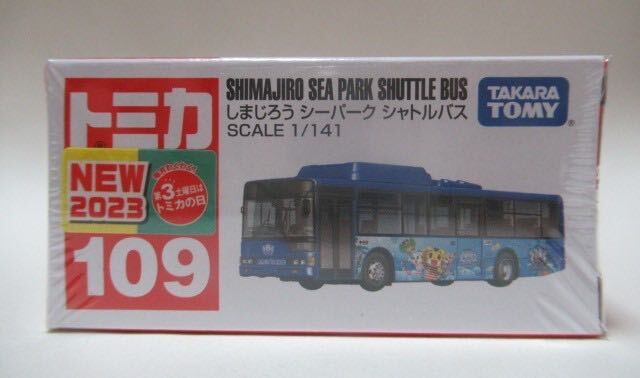 トミカ
NEW
2023
第3土曜日は
トミカの日!
109
SHIMAJIRO SEA PARK SHUTTLE BUS
しまじろう シーパーク シャトルバス
SCALE 1/141
TAKARA
TOMY
®